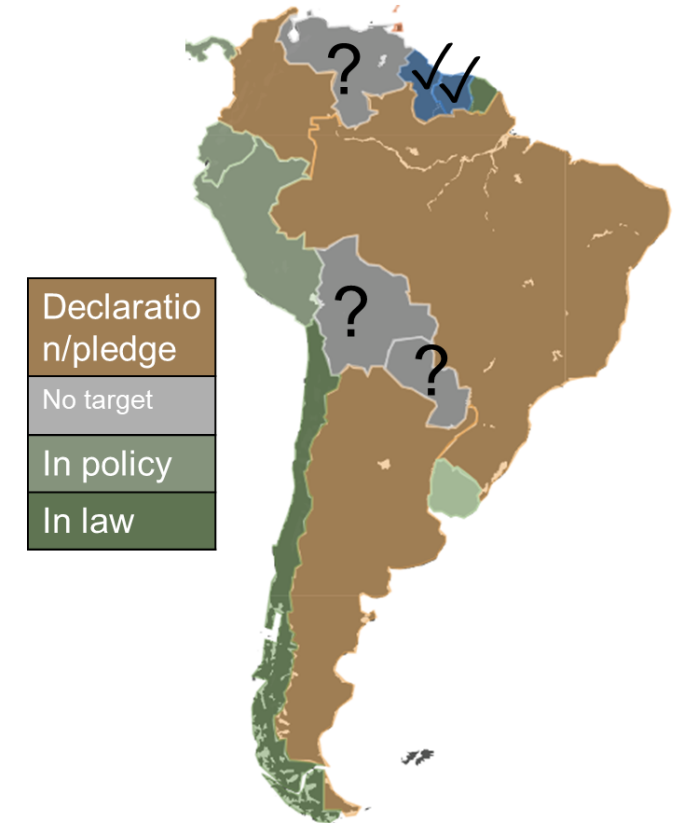 ✓✓
?
?
?
Declaratio
n/pledge
No target
In policy
In law